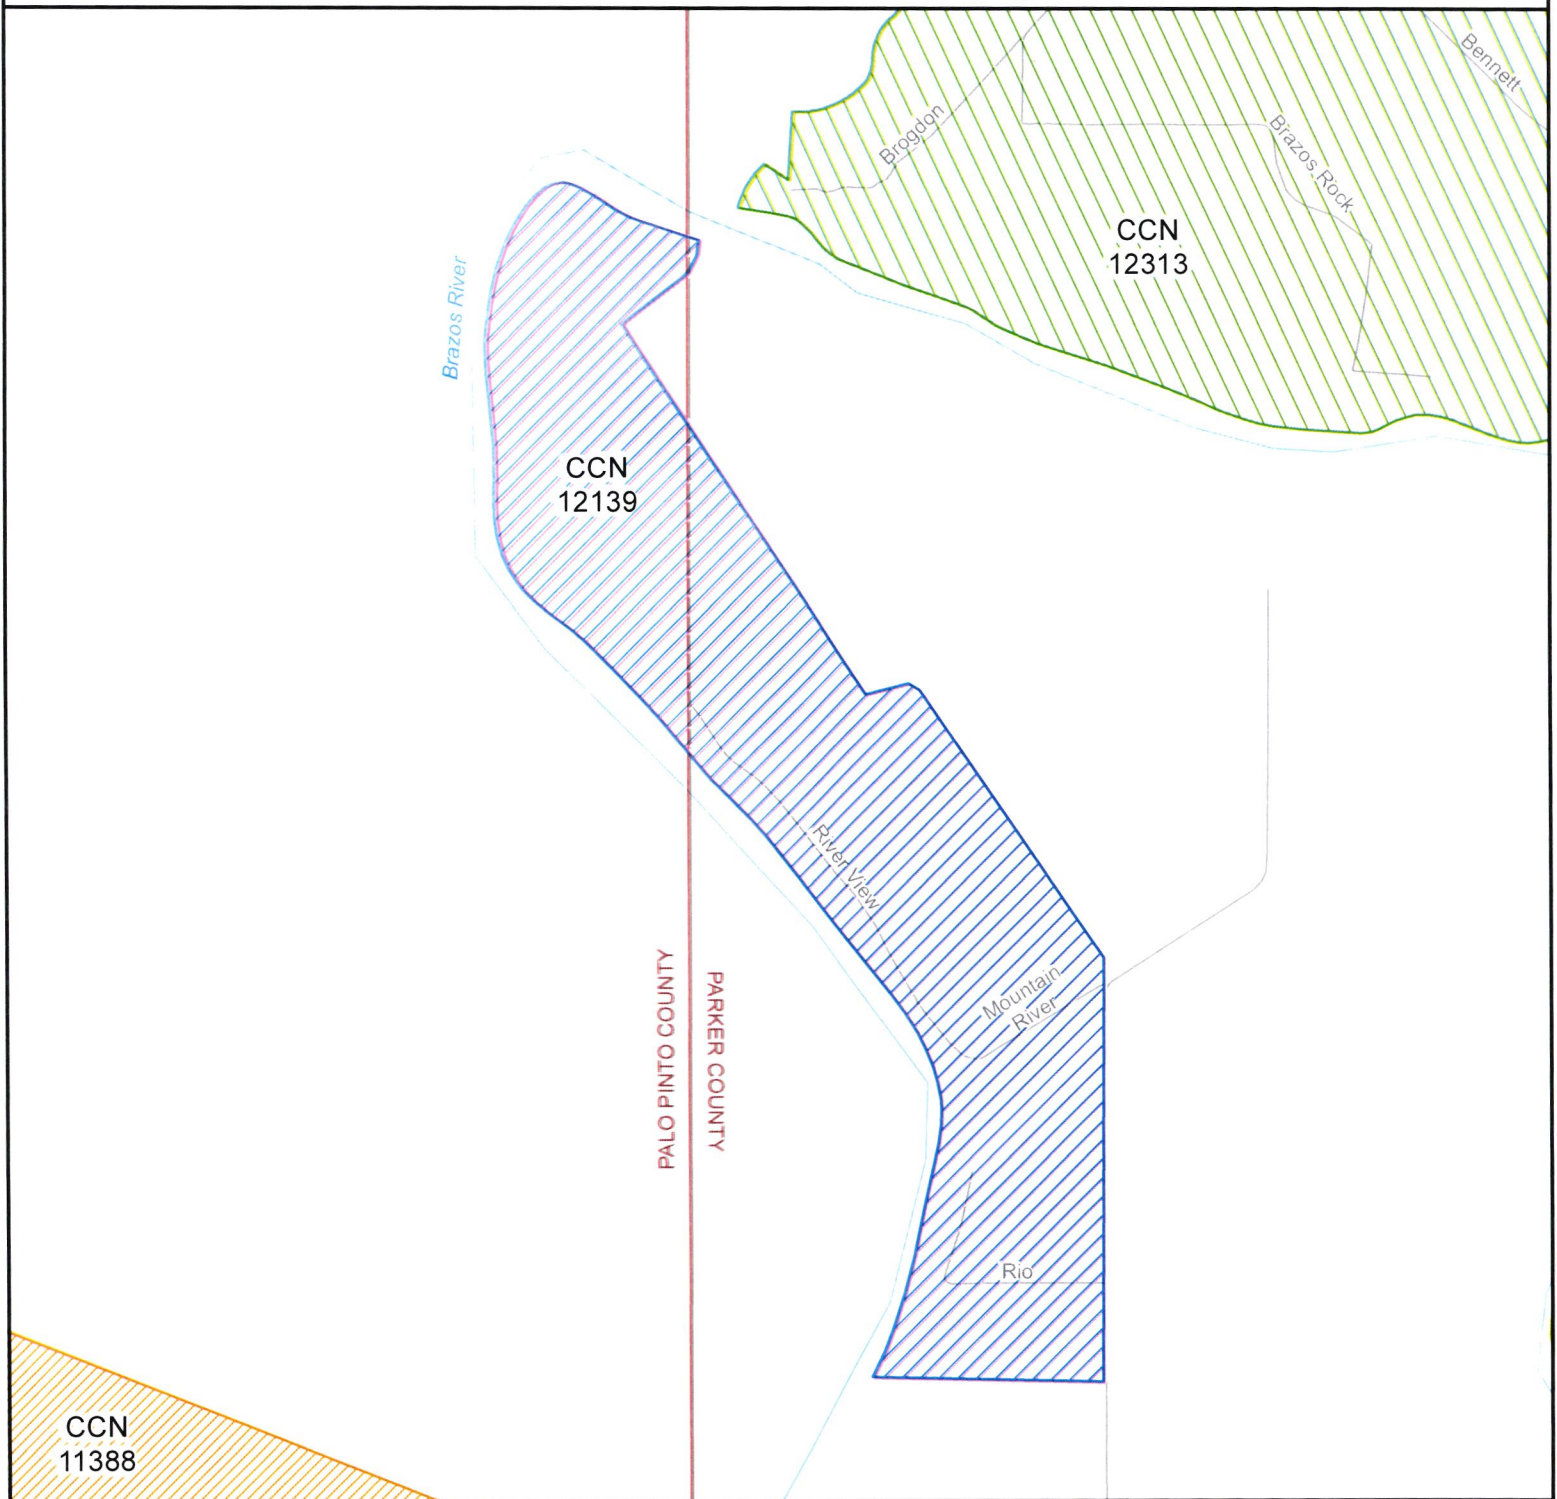 Bennett
Brogdon
Brazos Rock
CCN
12313
Brazos River
CCN
12139
River View
Mountain
River
PALO PINTO COUNTY
PARKER COUNTY
Rio
CCN
11388